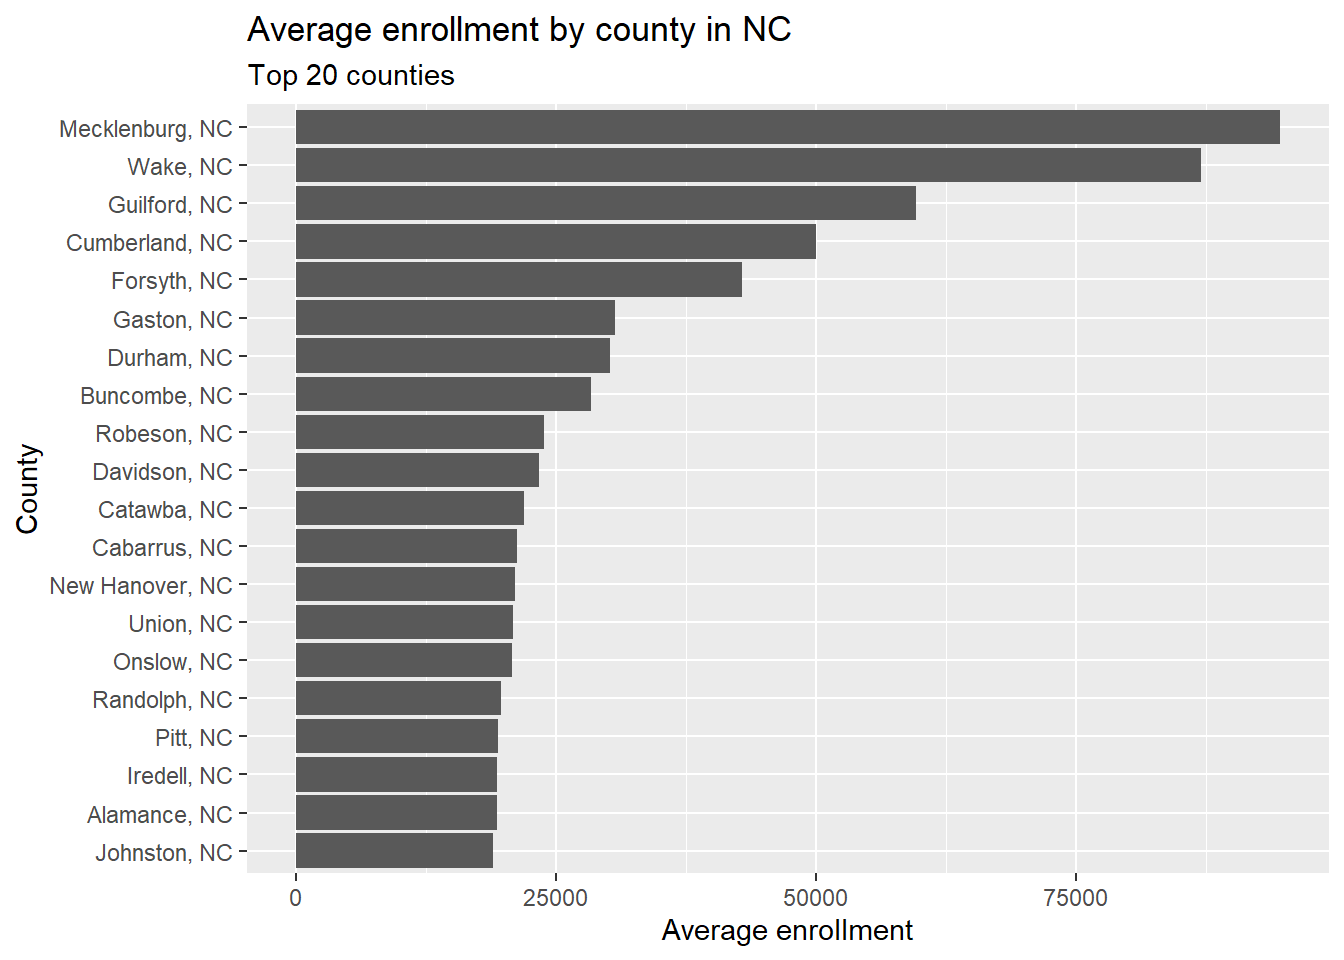 Average enrollment by county in NC
Top 20 counties
County
Mecklenburg, NC
Wake, NC
Guilford, NC
Cumberland, NC
Forsyth, NC
Gaston, NC
Durham, NC
Buncombe, NC
Robeson, NC
Davidson, NC
Catawba, NC
Cabarrus, NC
New Hanover, NC
Union, NC
Onslow, NC
Randolph, NC
Pitt, NC
Iredell, NC
Alamance, NC
Johnston, NC
0 25000 50000 75000
Average enrollment